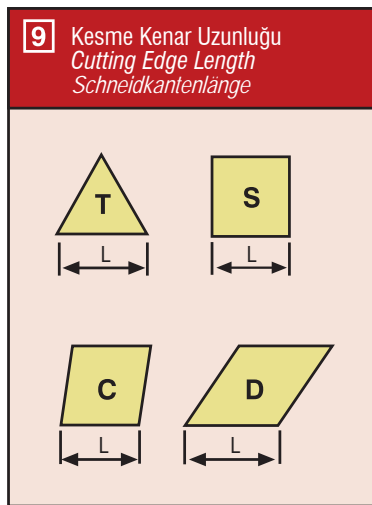 9 Kesme Kenar Uzunluğu
Cutting Edge Length
Schneidkantenlänge
T S
L L
C D
L L